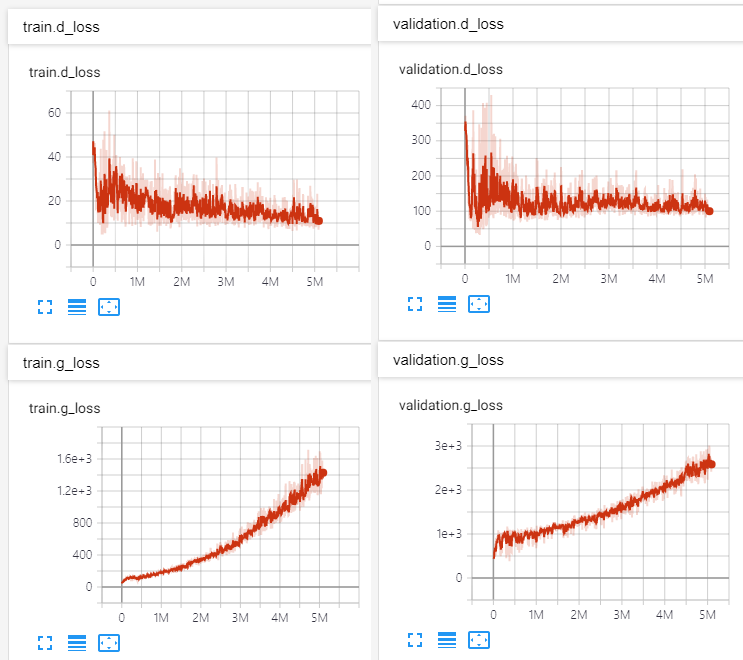 train.d_loss
train.d_loss
60
40
20
0
0 1M 2M 3M 4M 5M
validation.d_loss
validation.d_loss
400
300
200
100
0
0 1M 2M 3M 4M 5M
train.g_loss
train.g_loss
1.6e+3
1.2e+3
800
400
0
0 1M 2M 3M 4M 5M
validation.g_loss
validation.g_loss
3e+3
2e+3
1e+3
0
0 1M 2M 3M 4M 5M